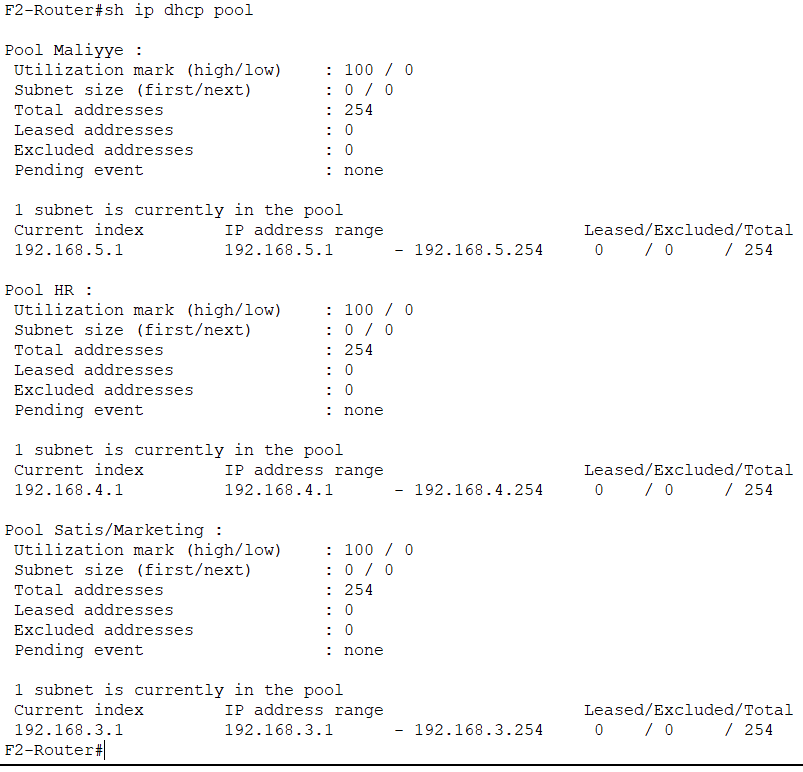 F2-Router#sh ip dhcp pool
Pool Maliyye :
Utilization mark (high/low) : 100 / 0
Subnet size (first/next) : 0 / 0
Total addresses : 254
Leased addresses : 0
Excluded addresses : 0
Pending event : none
1 subnet is currently in the pool
Current index IP address range Leased/Excluded/Total
192.168.5.1 192.168.5.1 - 192.168.5.254 0 / 0 / 254
Pool HR :
Utilization mark (high/low) : 100 / 0
Subnet size (first/next) : 0 / 0
Total addresses : 254
Leased addresses : 0
Excluded addresses : 0
Pending event : none
1 subnet is currently in the pool
Current index IP address range Leased/Excluded/Total
192.168.4.1 192.168.4.1 - 192.168.4.254 0 / 0 / 254
Pool Satis/Marketing :
Utilization mark (high/low) : 100 / 0
Subnet size (first/next) : 0 / 0
Total addresses : 254
Leased addresses : 0
Excluded addresses : 0
Pending event : none
1 subnet is currently in the pool
Current index IP address range Leased/Excluded/Total
192.168.3.1 192.168.3.1 - 192.168.3.254 0 / 0 / 254
F2-Router#